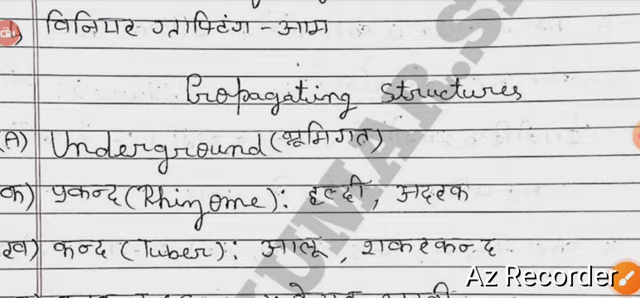 विनियर ग्राफ्टिंग - आम
Propagating Structures
(A) Underground (भूमिगत)
क) प्रकन्द (Rhizome): हल्दी, अदरक
ख) कन्द (Tuber): आलू, शकरकन्द
Az Recorder